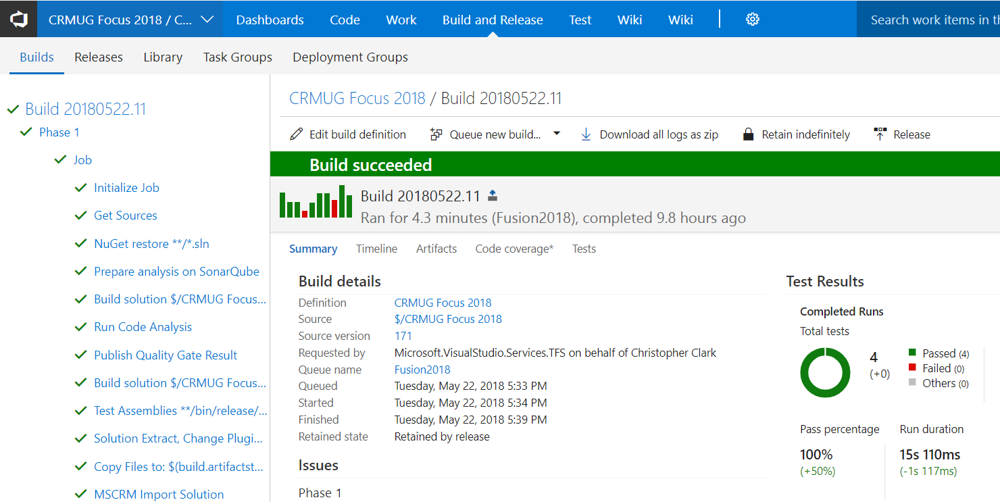 CRMUG Focus 2018 / C... Dashboards Code Work Build and Release Test Wiki Wiki Search work items in
Builds Releases Library Task Groups Deployment Groups
Build 20180522.11
Phase 1
Job
Initialize Job
Get Sources
NuGet restore **/*.sln
Prepare analysis on SonarQube
Build solution $/CRMUG Focus...
Run Code Analysis
Publish Quality Gate Result
Build solution $/CRMUG Focus...
Test Assemblies **/bin/release/...
Solution Extract, Change Plugi...
Copy Files to: $(build.artifactst...
MSCRM Import Solution
CRMUG Focus 2018 / Build 20180522.11
Edit build definition Queue new build... Download all logs as zip Retain indefinitely Release
Build succeeded
Build 20180522.11
Ran for 4.3 minutes (Fusion2018), completed 9.8 hours ago
Summary Timeline Artifacts Code coverage* Tests
Build details
Definition CRMUG Focus 2018
Source $/CRMUG Focus 2018
Source version 171
Requested by Microsoft.VisualStudio.Services.TFS on behalf of Christopher Clark
Queue name Fusion2018
Queued Tuesday, May 22, 2018 5:33 PM
Started Tuesday, May 22, 2018 5:34 PM
Finished Tuesday, May 22, 2018 5:39 PM
Retained state Retained by release
Issues
Phase 1
Test Results
Completed Runs
Total tests
4
(+0)
Passed (4)
Failed (0)
Others (0)
Pass percentage Run duration
100% 15s 110ms
(+50%) (-1s 117ms)